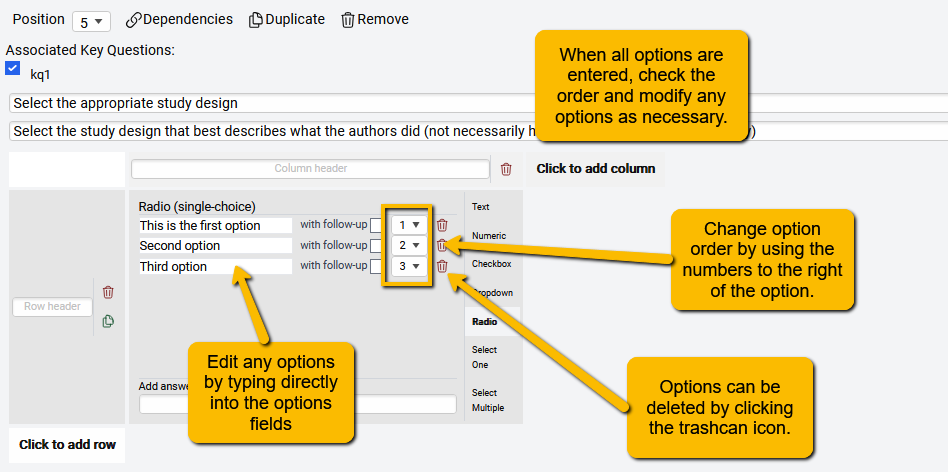 Position 5 Dependencies Duplicate Remove
Associated Key Questions:
kq1
When all options are
entered, check the
order and modify any
options as necessary.
Select the appropriate study design
Select the study design that best describes what the authors did (not necessarily
Column header
Click to add column
Radio (single-choice)
This is the first option with follow-up 1
Second option with follow-up 2
Third option with follow-up 3
Text
Numeric
Checkbox
Dropdown
Radio
Select
One
Select
Multiple
Change option
order by using the
numbers to the right
of the option.
Row header
Edit any options
by typing directly
into the options
fields
Add
Options can be
deleted by clicking
the trashcan icon.
Click to add row